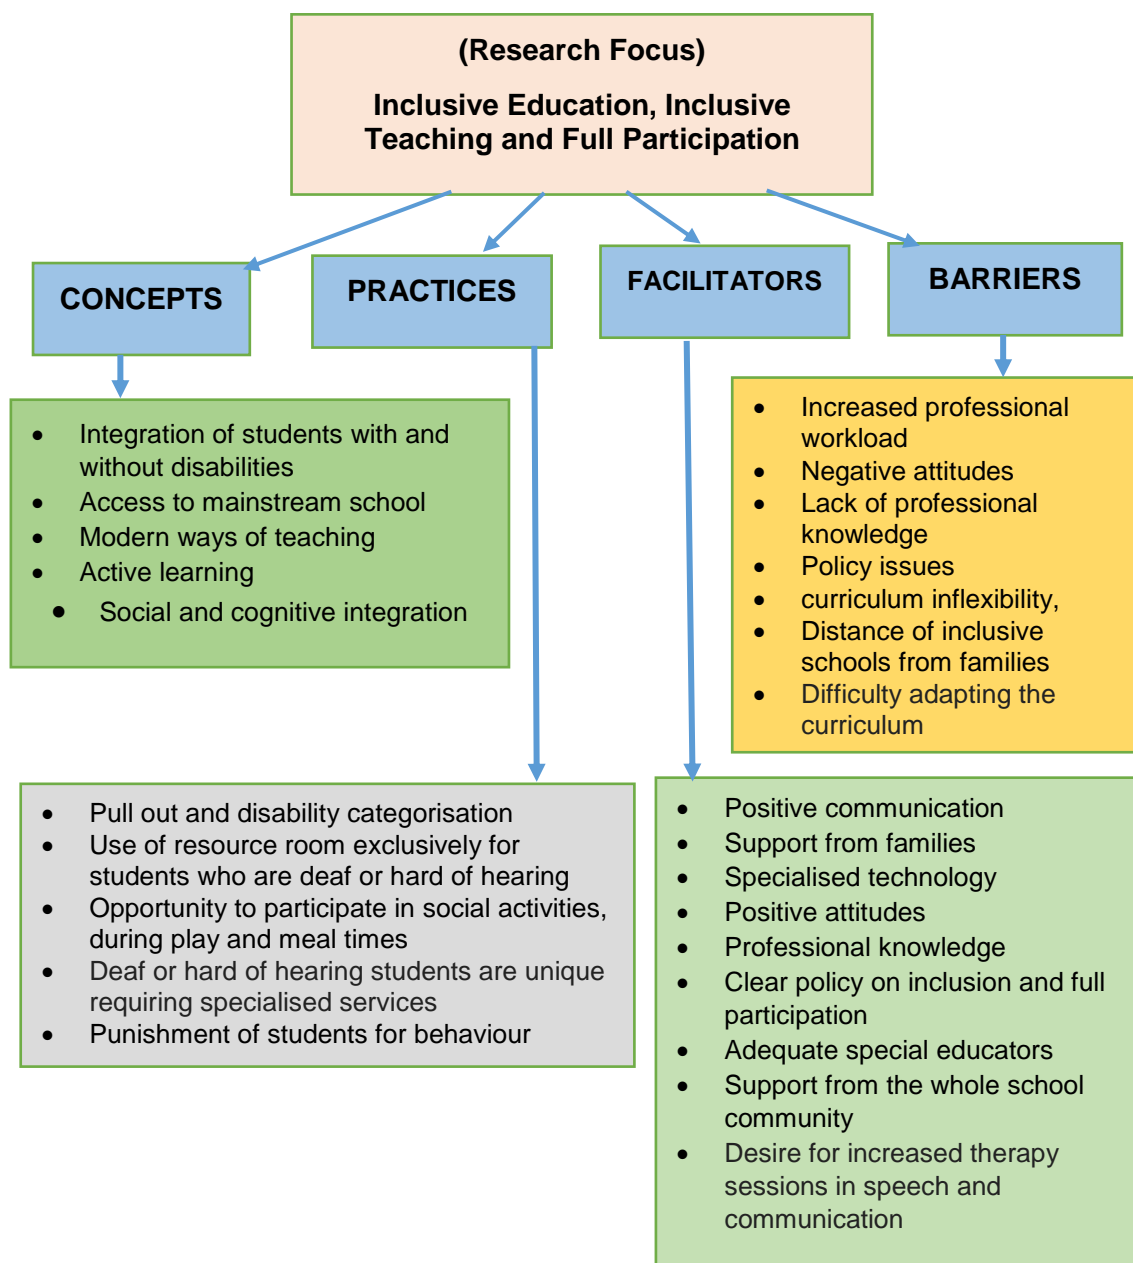 (Research Focus)
Inclusive Education, Inclusive
Teaching and Full Participation
CONCEPTS
PRACTICES
FACILITATORS
BARRIERS
• Integration of students with and
without disabilities
• Access to mainstream school
• Modern ways of teaching
• Active learning
• Social and cognitive integration
• Increased professional
workload
• Negative attitudes
• Lack of professional
knowledge
• Policy issues
• curriculum inflexibility,
• Distance of inclusive
schools from families
• Difficulty adapting the
curriculum
• Pull out and disability categorisation
• Use of resource room exclusively for
students who are deaf or hard of hearing
• Opportunity to participate in social activities,
during play and meal times
• Deaf or hard of hearing students are unique
requiring specialised services
• Punishment of students for behaviour
• Positive communication
• Support from families
• Specialised technology
• Positive attitudes
• Professional knowledge
• Clear policy on inclusion and full
participation
• Adequate special educators
• Support from the whole school
community
• Desire for increased therapy
sessions in speech and
communication